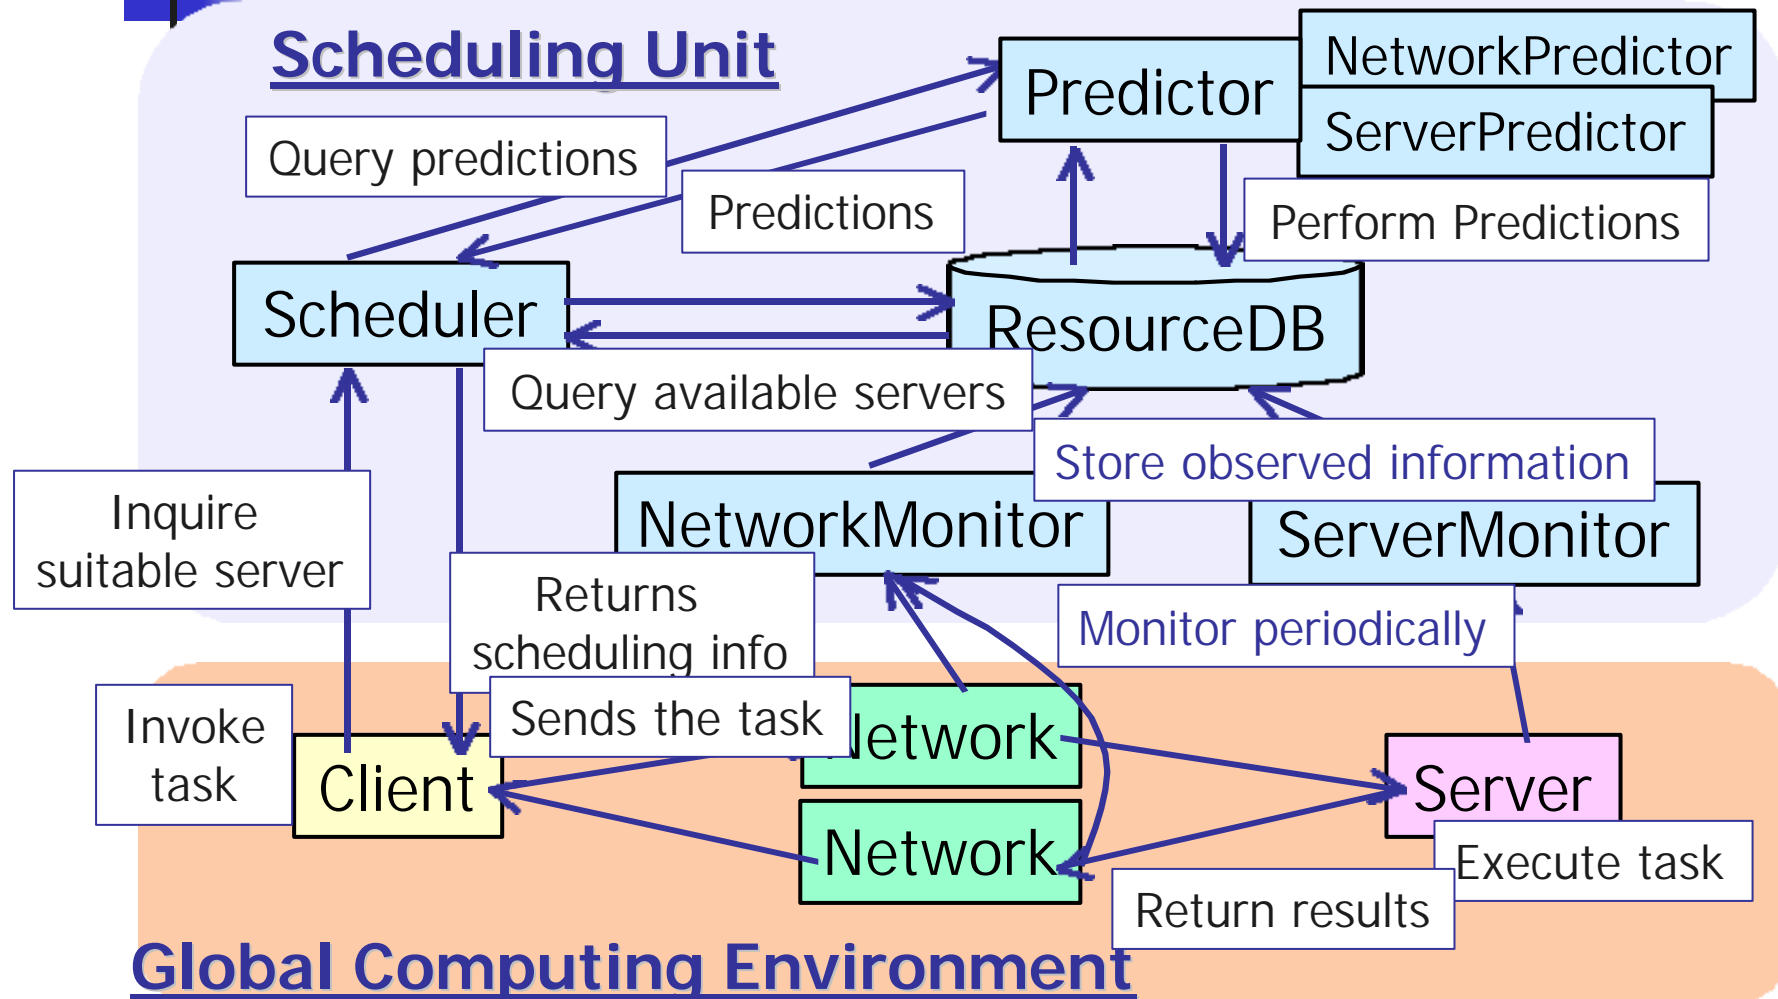 Scheduling Unit
NetworkPredictor
Predictor
ServerPredictor
Query predictions
Predictions
Perform Predictions
Scheduler
ResourceDB
Query available servers
Store observed information
Inquire
suitable server
NetworkMonitor
ServerMonitor
Returns
scheduling info
Monitor periodically
Invoke
task
Sends the task
Network
Client
Server
Network
Execute task
Return results
Global Computing Environment